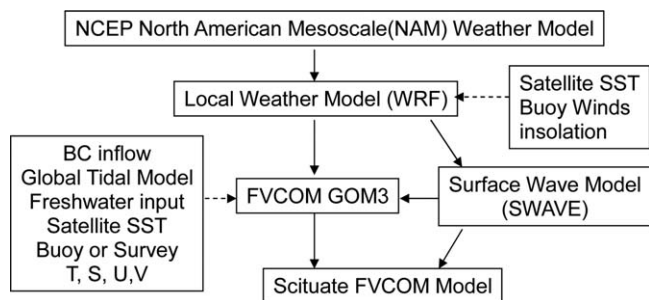 NCEP North American Mesoscale(NAM) Weather Model
Local Weather Model (WRF)
Satellite SST
Buoy Winds
insolation
BC inflow
Global Tidal Model
Freshwater input
Satellite SST
Buoy or Survey
T, S, U,V
FVCOM GOM3
Surface Wave Model
(SWAVE)
Scituate FVCOM Model